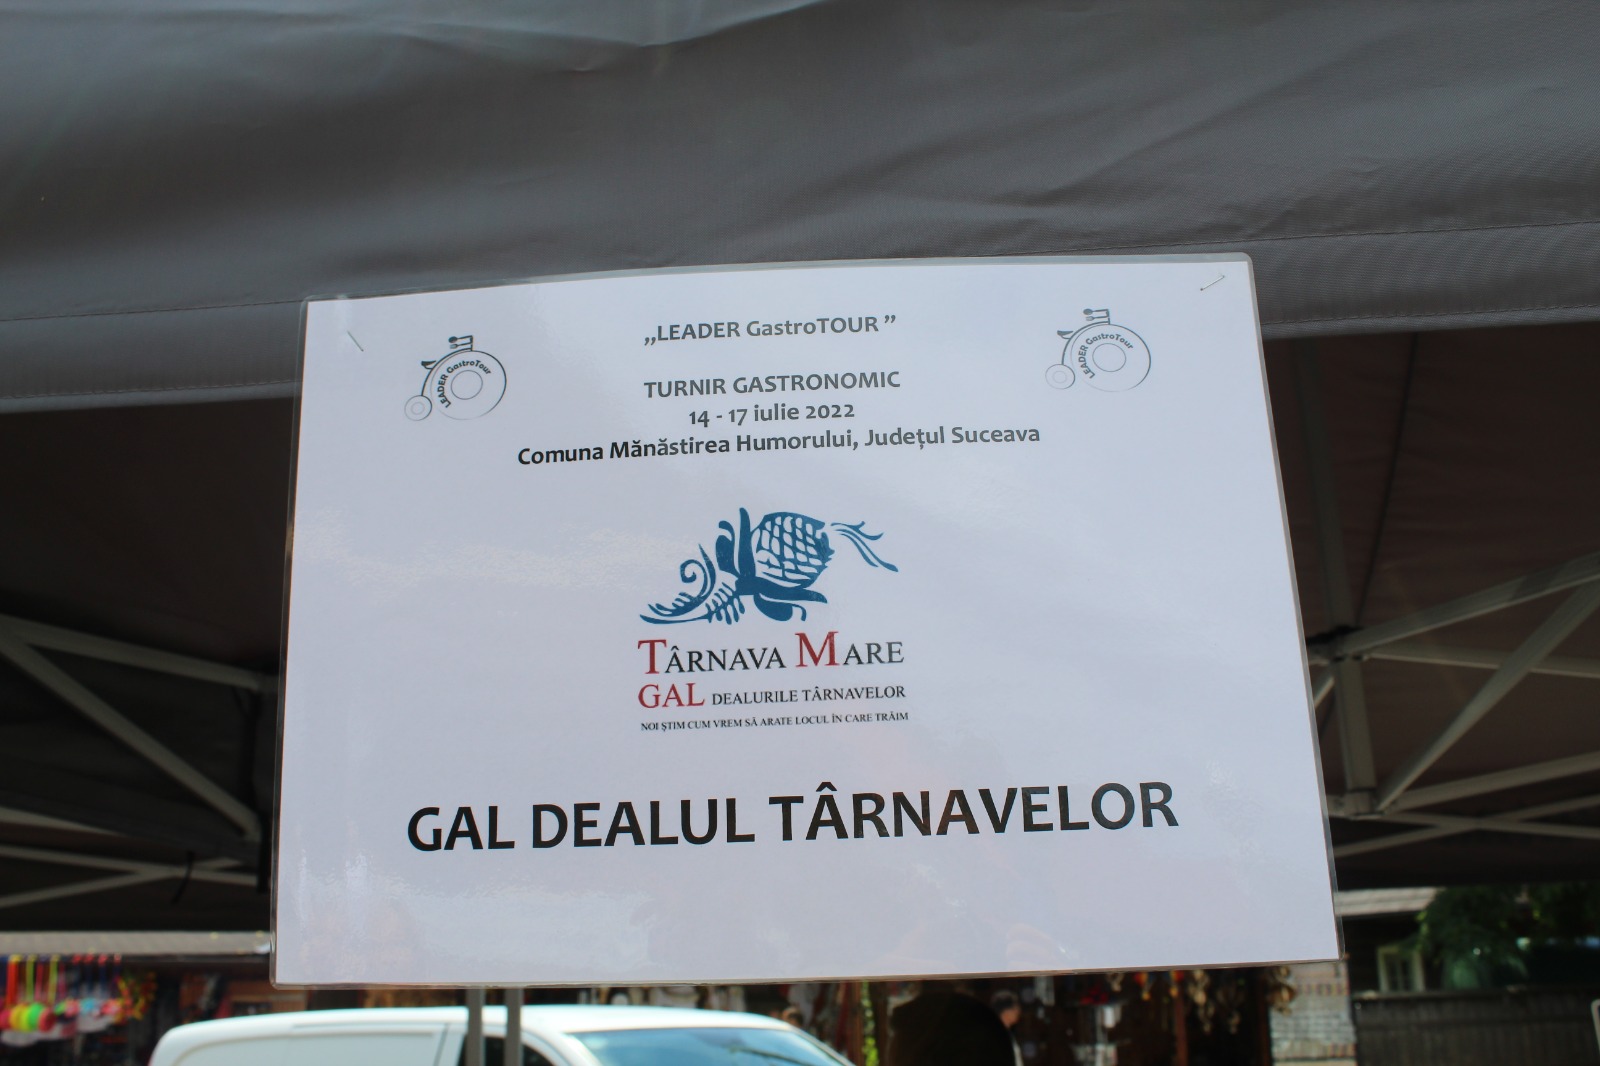 „LEADER GastroTOUR”
LEADER GastroTour
LEADER GastroTour
TURNIR GASTRONOMIC
14 - 17 iulie 2022
Comuna Mănăstirea Humorului, Județul Suceava
TÂRNAVA MARE
GAL DEALURILE TÂRNAVELOR
NOI ȘTIM CUM VREM SĂ ARATE LOCUL ÎN CARE TRĂIM
GAL DEALUL TÂRNAVELOR